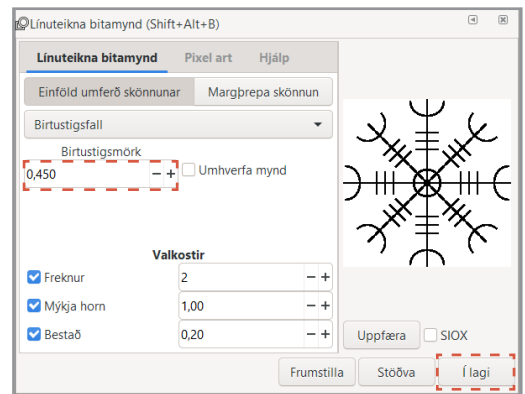 Línuteikna bitamynd (Shift+Alt+B)
Línuteikna bitamynd Pixel art Hjálp
Einföld umferð skönnunar Margþrepa skönnun
Birtustigsfall
Birtustigsmörk
0,450 − + Umhverfa mynd
Valkostir
Freknur 2 − +
Mýkja horn 1,00 − +
Bestað 0,20 − +
Uppfæra SIOX
Frumstilla Stöðva Í lagi